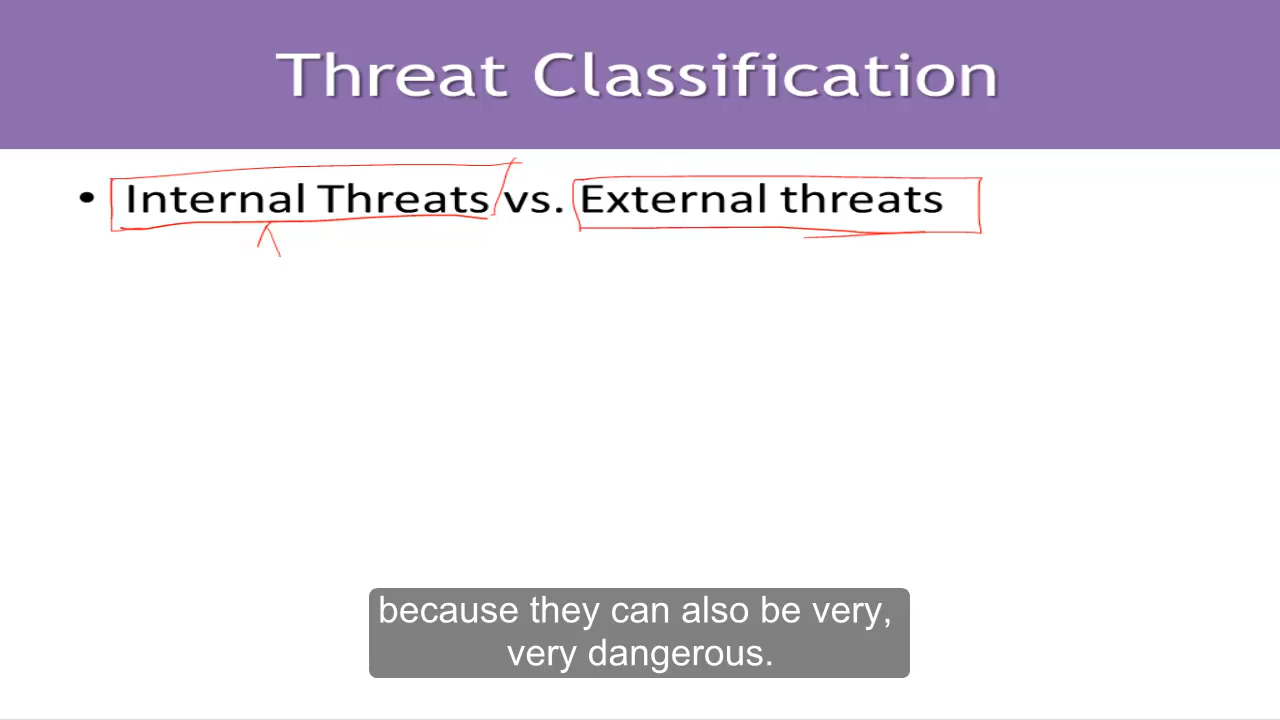 Threat Classification
• Internal Threats vs. External threats
because they can also be very,
very dangerous.